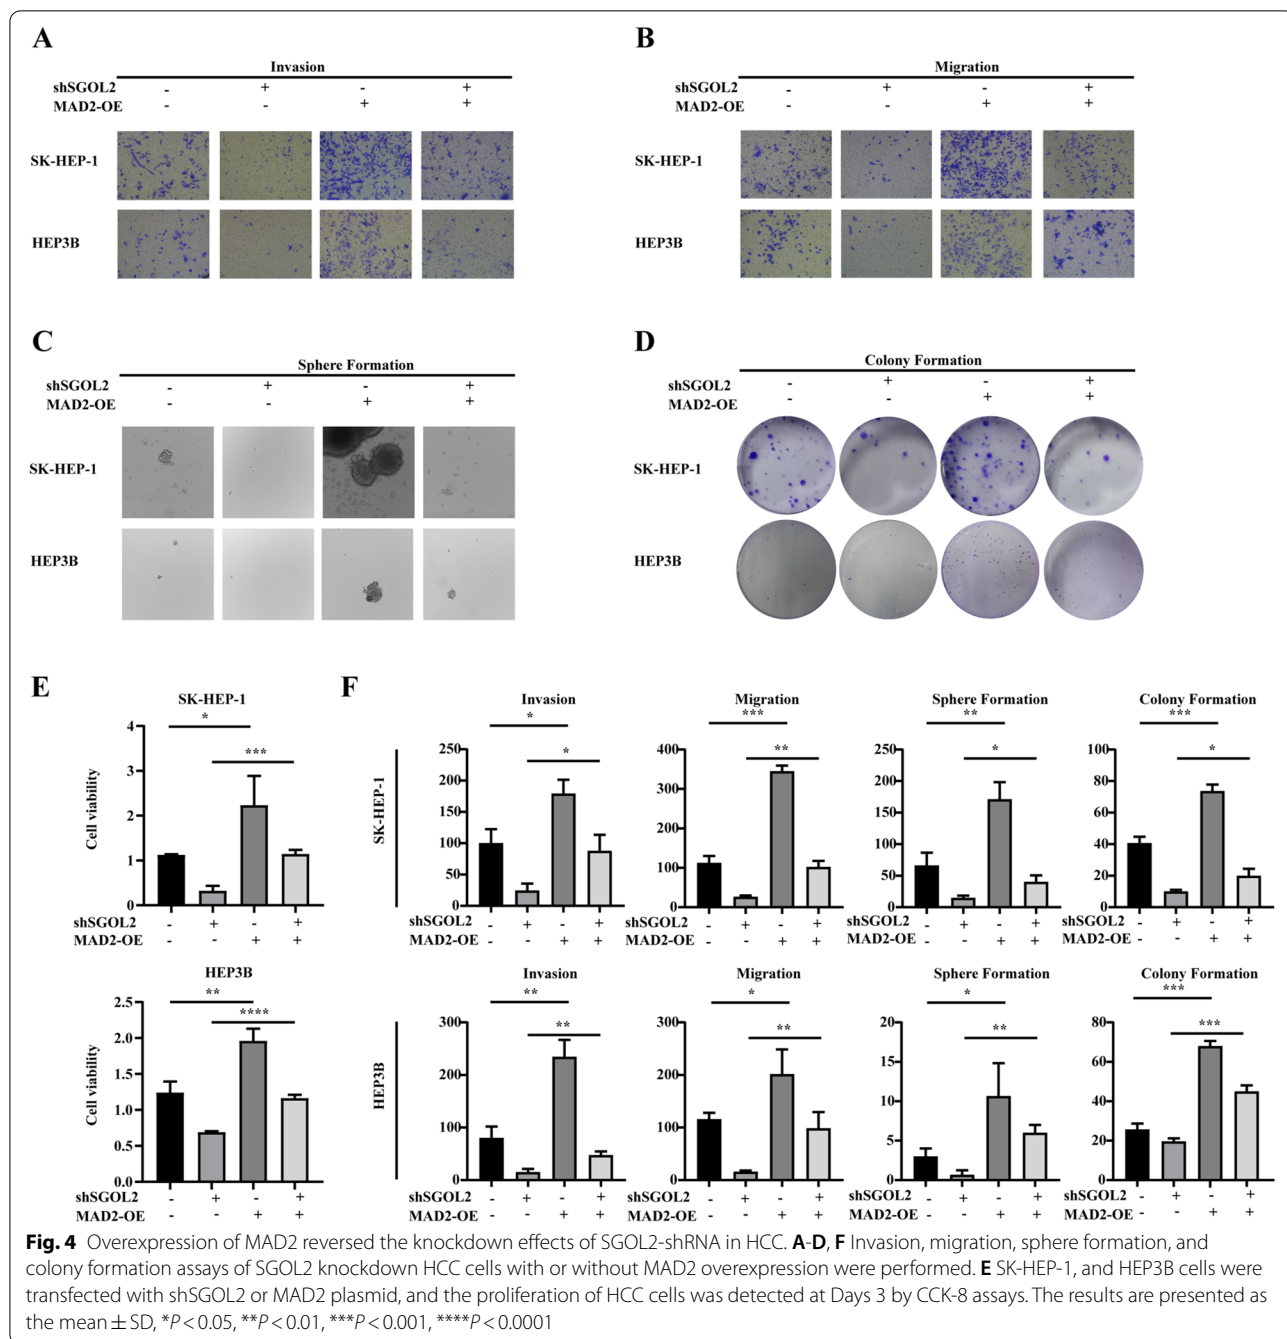 A
Invasion
shSGOL2 - + - +
MAD2-OE - - + +
SK-HEP-1
HEP3B
B
Migration
shSGOL2 - + - +
MAD2-OE - - + +
SK-HEP-1
HEP3B
C
Sphere Formation
shSGOL2 - + - +
MAD2-OE - - + +
SK-HEP-1
HEP3B
D
Colony Formation
shSGOL2 - + - +
MAD2-OE - - + +
SK-HEP-1
HEP3B
E
SK-HEP-1
*
***
Cell viability
4
3
2
1
0
shSGOL2 - + - +
MAD2-OE - - + +
HEP3B
**
****
Cell viability
2.5
2.0
1.5
1.0
0.5
0.0
shSGOL2 - + - +
MAD2-OE - - + +
F
SK-HEP-1
Invasion
*
*
250
200
150
100
50
0
shSGOL2 - + - +
MAD2-OE - - + +
Migration
***
**
400
300
200
100
0
shSGOL2 - + - +
MAD2-OE - - + +
Sphere Formation
**
*
250
200
150
100
50
0
shSGOL2 - + - +
MAD2-OE - - + +
Colony Formation
***
*
100
80
60
40
20
0
shSGOL2 - + - +
MAD2-OE - - + +
HEP3B
Invasion
**
**
300
200
100
0
shSGOL2 - + - +
MAD2-OE - - + +
Migration
*
**
300
200
100
0
shSGOL2 - + - +
MAD2-OE - - + +
Sphere Formation
*
**
20
15
10
5
0
shSGOL2 - + - +
MAD2-OE - - + +
Colony Formation
***
***
80
60
40
20
0
shSGOL2 - + - +
MAD2-OE - - + +
Fig. 4 Overexpression of MAD2 reversed the knockdown effects of SGOL2-shRNA in HCC. A-D, F Invasion, migration, sphere formation, and
colony formation assays of SGOL2 knockdown HCC cells with or without MAD2 overexpression were performed. E SK-HEP-1, and HEP3B cells were
transfected with shSGOL2 or MAD2 plasmid, and the proliferation of HCC cells was detected at Days 3 by CCK-8 assays. The results are presented as
the mean ± SD, *P < 0.05, **P < 0.01, ***P < 0.001, ****P < 0.0001